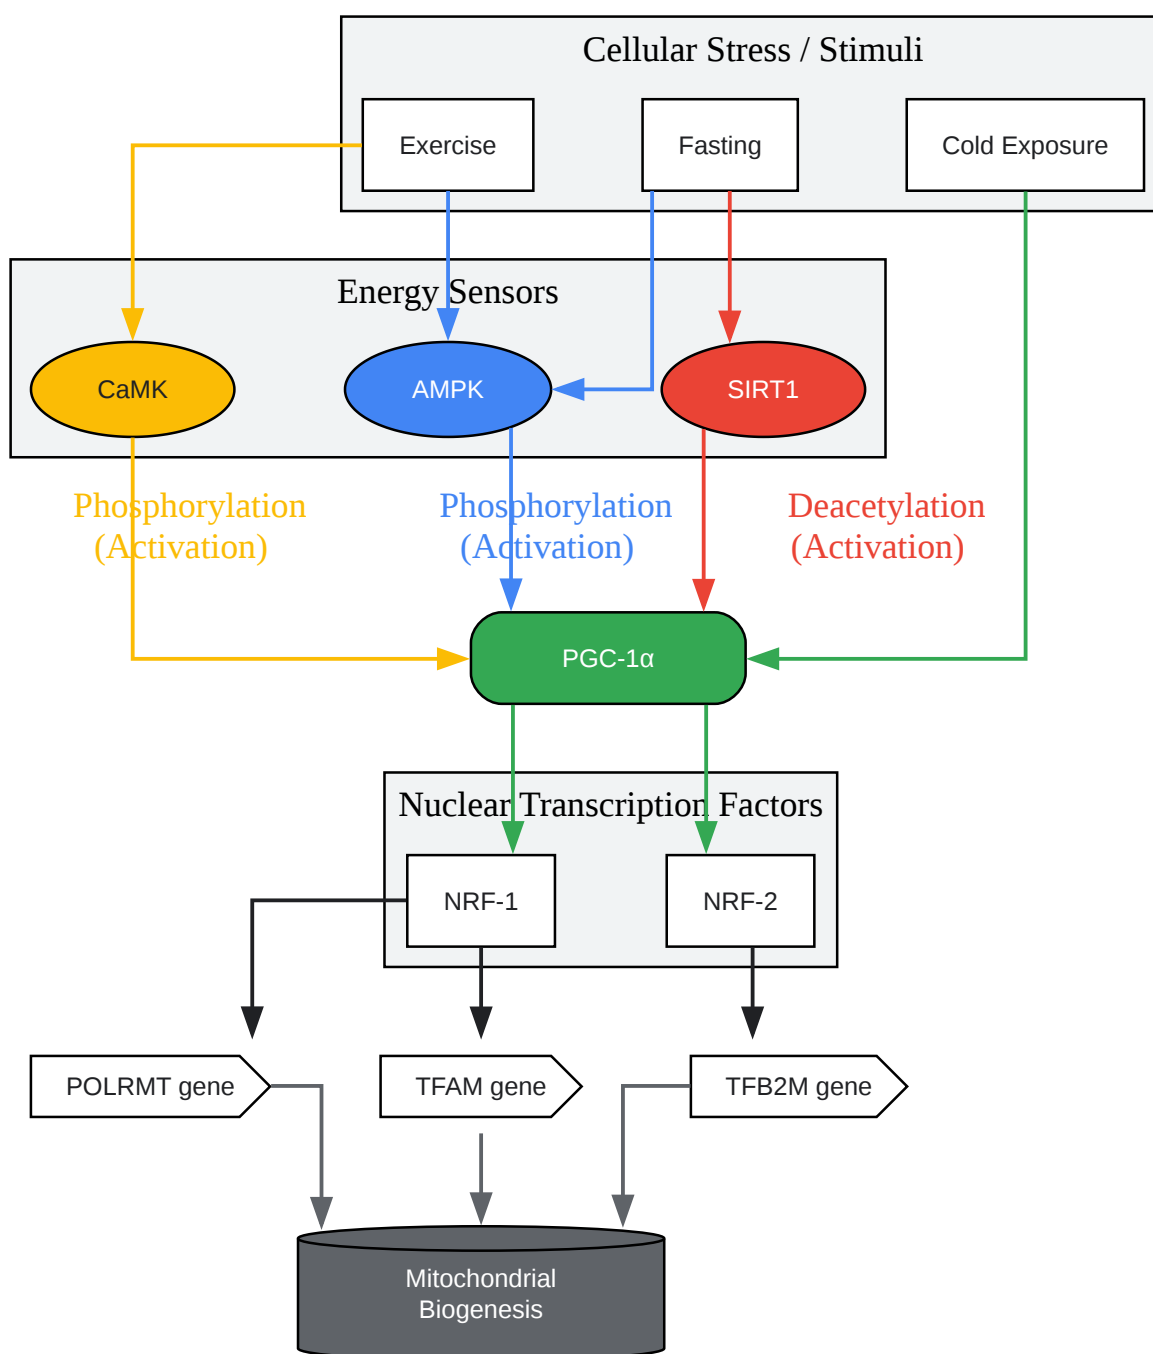 Cellular Stress / Stimuli
Exercise
Fasting
Cold Exposure
Energy Sensors
CaMK
AMPK
SIRT1
Phosphorylation
(Activation)
Phosphorylation
(Activation)
Deacetylation
(Activation)
PGC-1α
Nuclear Transcription Factors
NRF-1
NRF-2
POLRMT gene
TFAM gene
TFB2M gene
Mitochondrial
Biogenesis